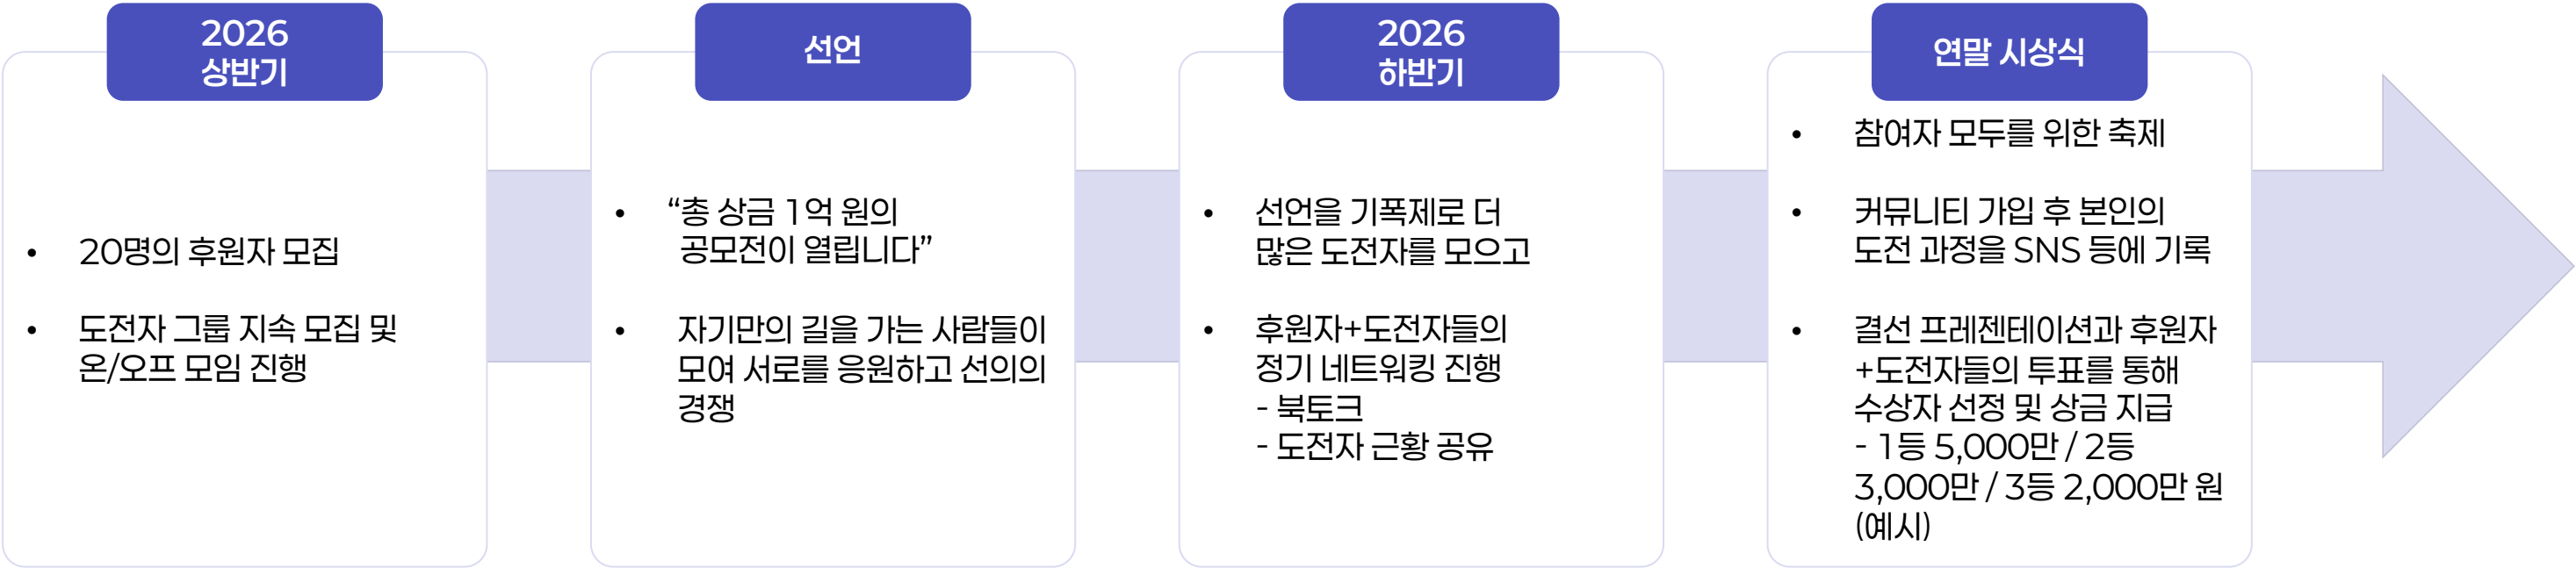 2026
상반기
• 20명의 후원자 모집
• 도전자 그룹 지속 모집 및
온/오프 모임 진행
선언
• “총 상금 1억 원의
공모전이 열립니다”
• 자기만의 길을 가는 사람들이
모여 서로를 응원하고 선의의
경쟁
2026
하반기
• 선언을 기폭제로 더
많은 도전자를 모으고
• 후원자+도전자들의
정기 네트워킹 진행
- 북토크
- 도전자 근황 공유
연말 시상식
• 참여자 모두를 위한 축제
• 커뮤니티 가입 후 본인의
도전 과정을 SNS 등에 기록
• 결선 프레젠테이션과 후원자
+도전자들의 투표를 통해
수상자 선정 및 상금 지급
- 1등 5,000만 / 2등
3,000만 / 3등 2,000만 원
(예시)